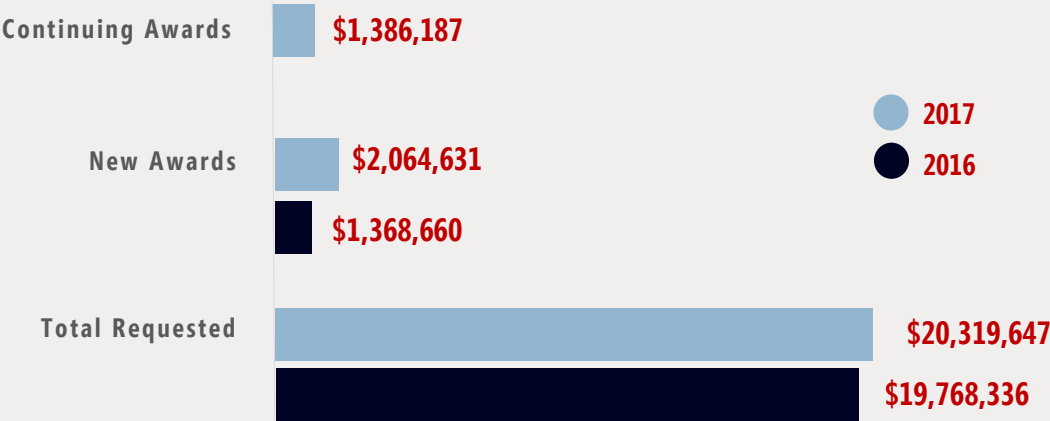 Continuing Awards
$1,386,187
2017
New Awards
$2,064,631
2016
$1,368,660
Total Requested
$20,319,647
$19,768,336